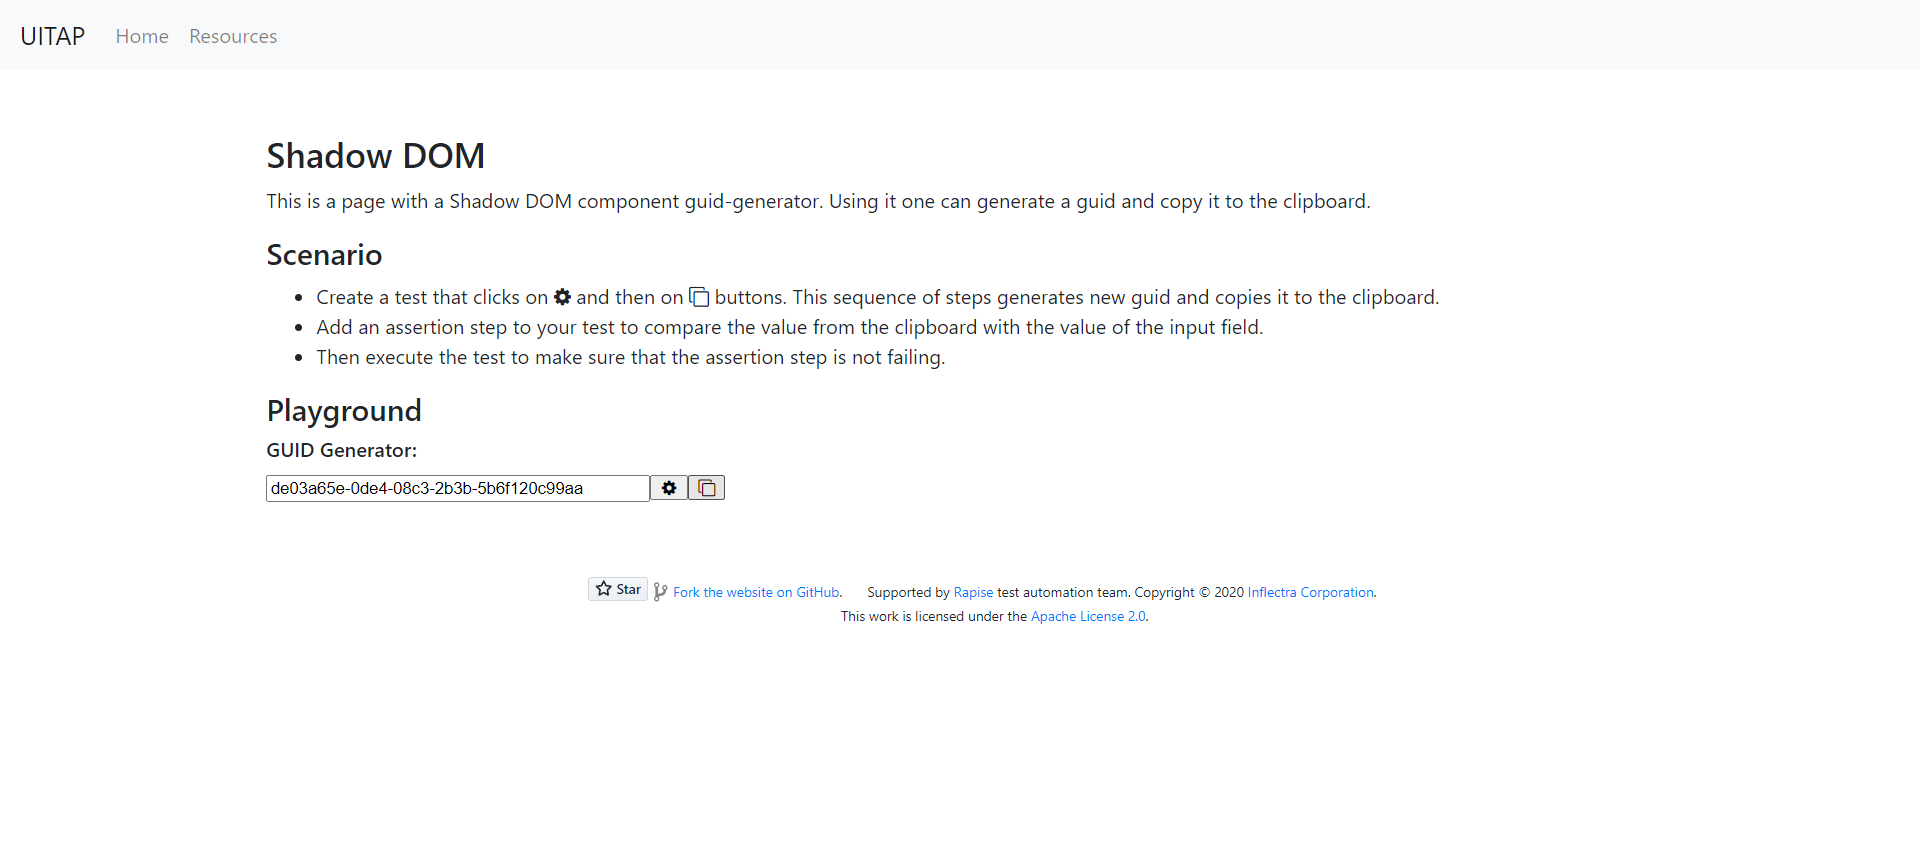 UITAP Home Resources
Shadow DOM
This is a page with a Shadow DOM component guid-generator. Using it one can generate a guid and copy it to the clipboard.
Scenario
Create a test that clicks on and then on buttons. This sequence of steps generates new guid and copies it to the clipboard.
Add an assertion step to your test to compare the value from the clipboard with the value of the input field.
Then execute the test to make sure that the assertion step is not failing.
Playground
GUID Generator:
de03a65e-0de4-08c3-2b3b-5b6f120c99aa
Star Fork the website on GitHub. Supported by Rapise test automation team. Copyright © 2020 Inflectra Corporation.
This work is licensed under the Apache License 2.0.